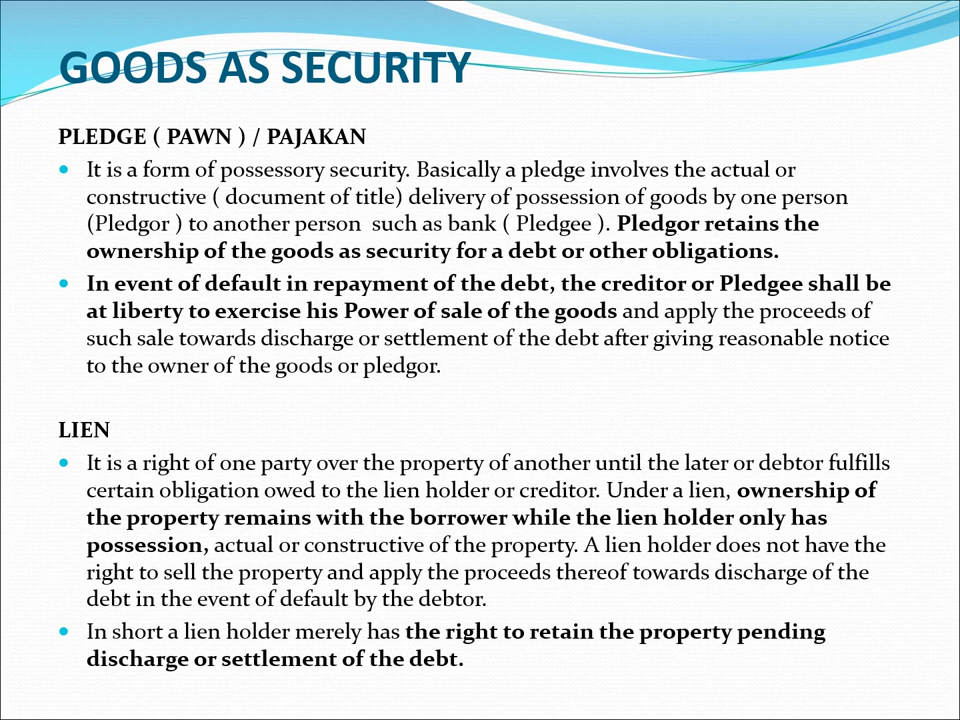 GOODS AS SECURITY
PLEDGE ( PAWN ) / PAJAKAN
It is a form of possessory security. Basically a pledge involves the actual or
constructive ( document of title) delivery of possession of goods by one person
(Pledgor ) to another person  such as bank ( Pledgee ). Pledgor retains the
ownership of the goods as security for a debt or other obligations.
In event of default in repayment of the debt, the creditor or Pledgee shall be
at liberty to exercise his Power of sale of the goods and apply the proceeds of
such sale towards discharge or settlement of the debt after giving reasonable notice
to the owner of the goods or pledgor.
LIEN
It is a right of one party over the property of another until the later or debtor fulfills
certain obligation owed to the lien holder or creditor. Under a lien, ownership of
the property remains with the borrower while the lien holder only has
possession, actual or constructive of the property. A lien holder does not have the
right to sell the property and apply the proceeds thereof towards discharge of the
debt in the event of default by the debtor.
In short a lien holder merely has the right to retain the property pending
discharge or settlement of the debt.